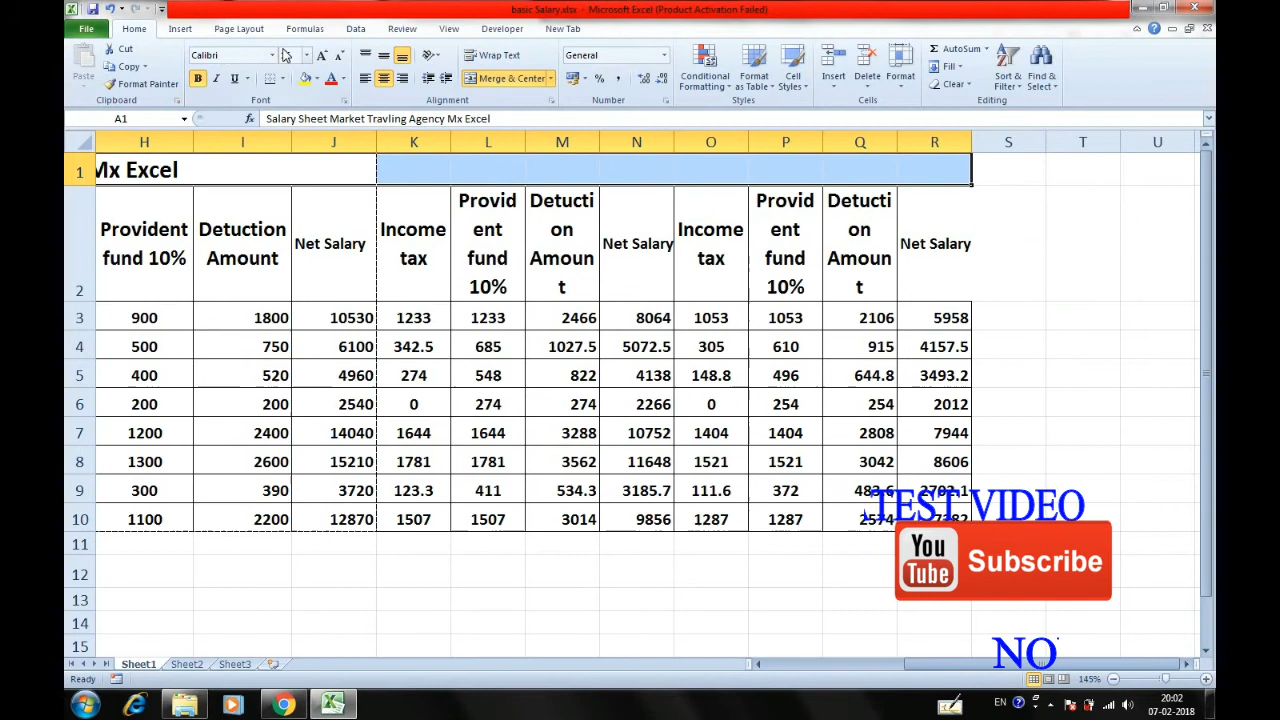 basic Salary.xlsx - Microsoft Excel (Product Activation Failed)
File Home Insert Page Layout Formulas Data Review View Developer New Tab
Cut
Copy
Format Painter
Paste
Clipboard
Calibri
Font
Wrap Text
Merge & Center
Alignment
General
Number
Conditional Formatting
Format as Table
Cell Styles
Styles
Insert Delete Format
Cells
AutoSum
Fill
Clear
Sort & Filter
Find & Select
Editing
A1 fx Salary Sheet Market Travling Agency Mx Excel
H I J K L M N O P Q R S T U
1 Mx Excel
2 Provident fund 10% Detuction Amount Net Salary Income tax Provident fund 10% Detuction Amount Net Salary Income tax Provident fund 10% Detuction Amount Net Salary
3 900 1800 10530 1233 1233 2466 8064 1053 1053 2106 5958
4 500 750 6100 342.5 685 1027.5 5072.5 305 610 915 4157.5
5 400 520 4960 274 548 822 4138 148.8 496 644.8 3493.2
6 200 200 2540 0 274 274 2266 0 254 254 2012
7 1200 2400 14040 1644 1644 3288 10752 1404 1404 2808 7944
8 1300 2600 15210 1781 1781 3562 11648 1521 1521 3042 8606
9 300 390 3720 123.3 411 534.3 3185.7 111.6 372
10 1100 2200 12870 1507 1507 3014 9856 1287 1287 2574
11
12
13
14
15
TEST VIDEO
You Tube Subscribe
NO
Sheet1 Sheet2 Sheet3
Ready 145%
EN 20:02
07-02-2018